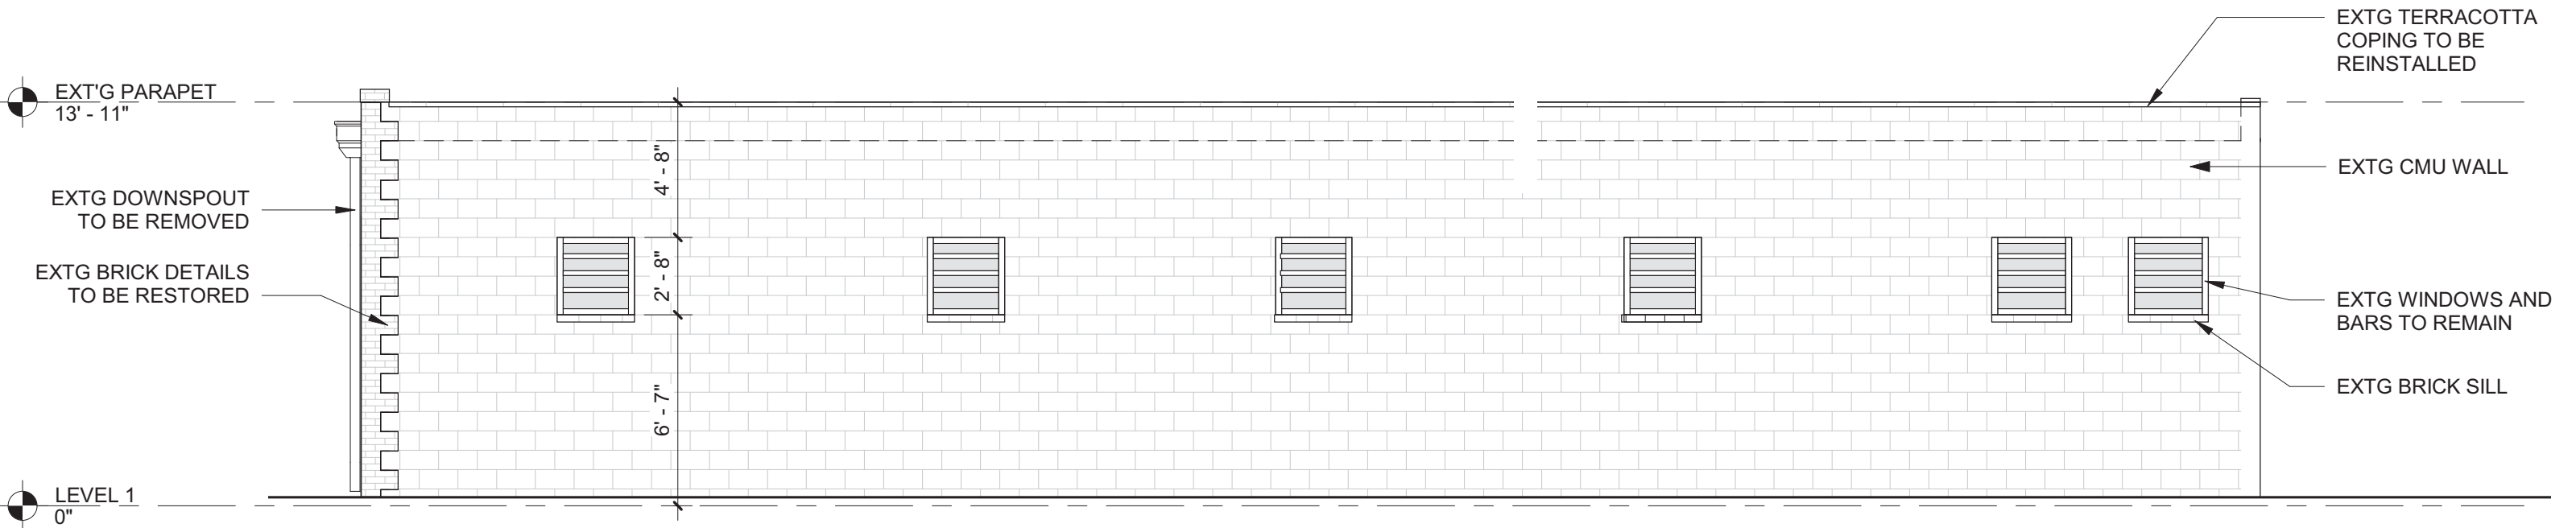 EXT'G PARAPET
13' - 11"
EXTG DOWNSPOUT
TO BE REMOVED
EXTG BRICK DETAILS
TO BE RESTORED
LEVEL 1
0"
4' - 8"
2' - 8"
6' - 7"
EXTG TERRACOTTA
COPING TO BE
REINSTALLED
EXTG CMU WALL
EXTG WINDOWS AND
BARS TO REMAIN
EXTG BRICK SILL